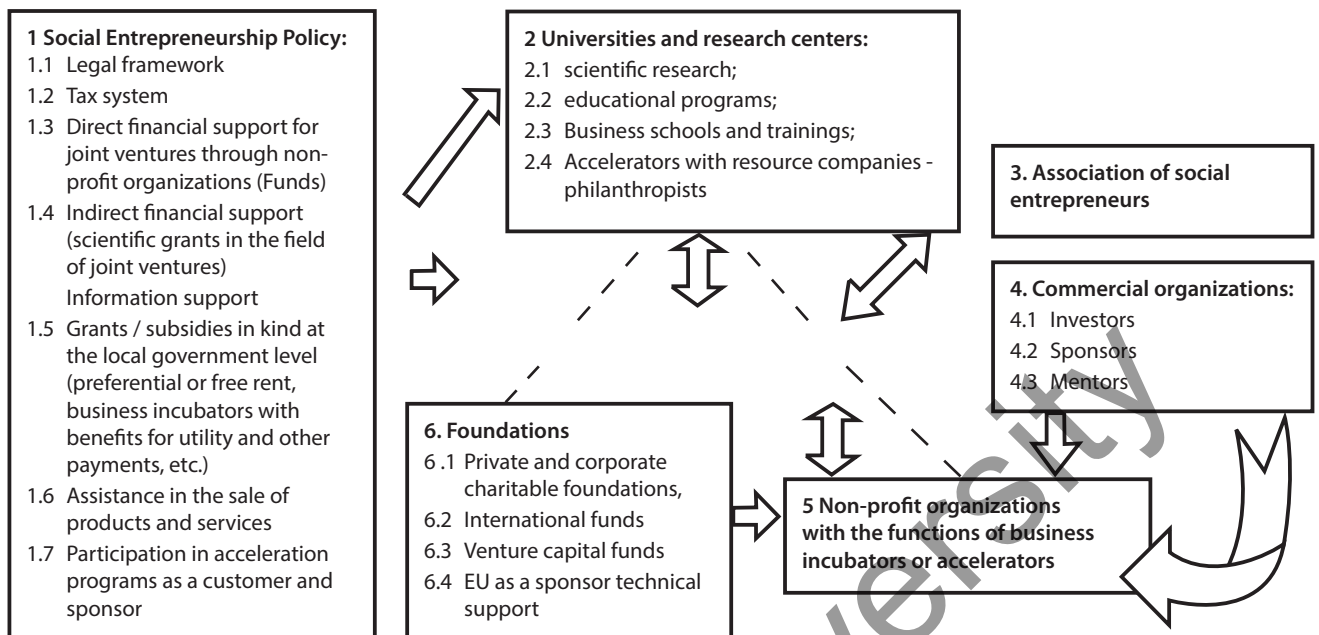 1 Social Entrepreneurship Policy:
1.1 Legal framework
1.2 Tax system
1.3 Direct financial support for
joint ventures through non-
profit organizations (Funds)
1.4 Indirect financial support
(scientific grants in the field
of joint ventures)
Information support
1.5 Grants / subsidies in kind at
the local government level
(preferential or free rent,
business incubators with
benefits for utility and other
payments, etc.)
1.6 Assistance in the sale of
products and services
1.7 Participation in acceleration
programs as a customer and
sponsor
2 Universities and research centers:
2.1 scientific research;
2.2 educational programs;
2.3 Business schools and trainings;
2.4 Accelerators with resource companies -
philanthropists
3. Association of social
entrepreneurs
4. Commercial organizations:
4.1 Investors
4.2 Sponsors
4.3 Mentors
6. Foundations
6 .1 Private and corporate
charitable foundations,
6.2 International funds
6.3 Venture capital funds
6.4 EU as a sponsor technical
support
5 Non-profit organizations
with the functions of business
incubators or accelerators
ersity